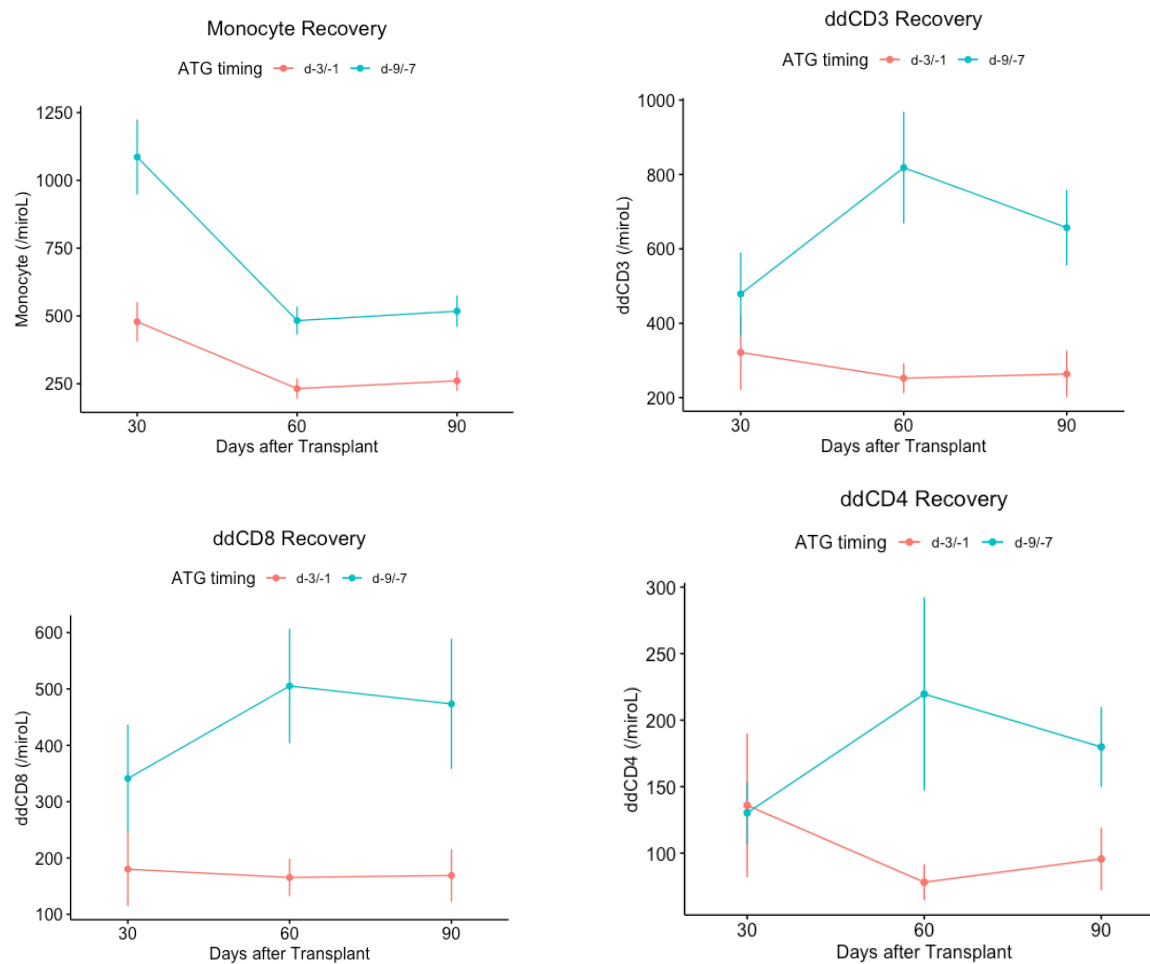 Monocyte Recovery
ATG timing d-3/-1 d-9/-7
1250
1000
750
500
250
Monocyte (/miroL)
30 60 90
Days after Transplant
ddCD3 Recovery
ATG timing d-3/-1 d-9/-7
1000
800
600
400
200
ddCD3 (/miroL)
30 60 90
Days after Transplant
ddCD8 Recovery
ATG timing d-3/-1 d-9/-7
600
500
400
300
200
100
ddCD8 (/miroL)
30 60 90
Days after Transplant
ddCD4 Recovery
ATG timing d-3/-1 d-9/-7
300
250
200
150
100
ddCD4 (/miroL)
30 60 90
Days after Transplant